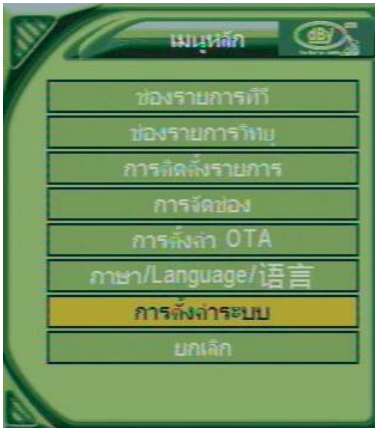 เมนูหลัก
dBy
ช่องรายการทีวี
ช่องรายการวิทยุ
การติดตั้งรายการ
การจัดช่อง
การตั้งค่า OTA
ภาษา/Language/语言
การตั้งค่าระบบ
ยกเลิก